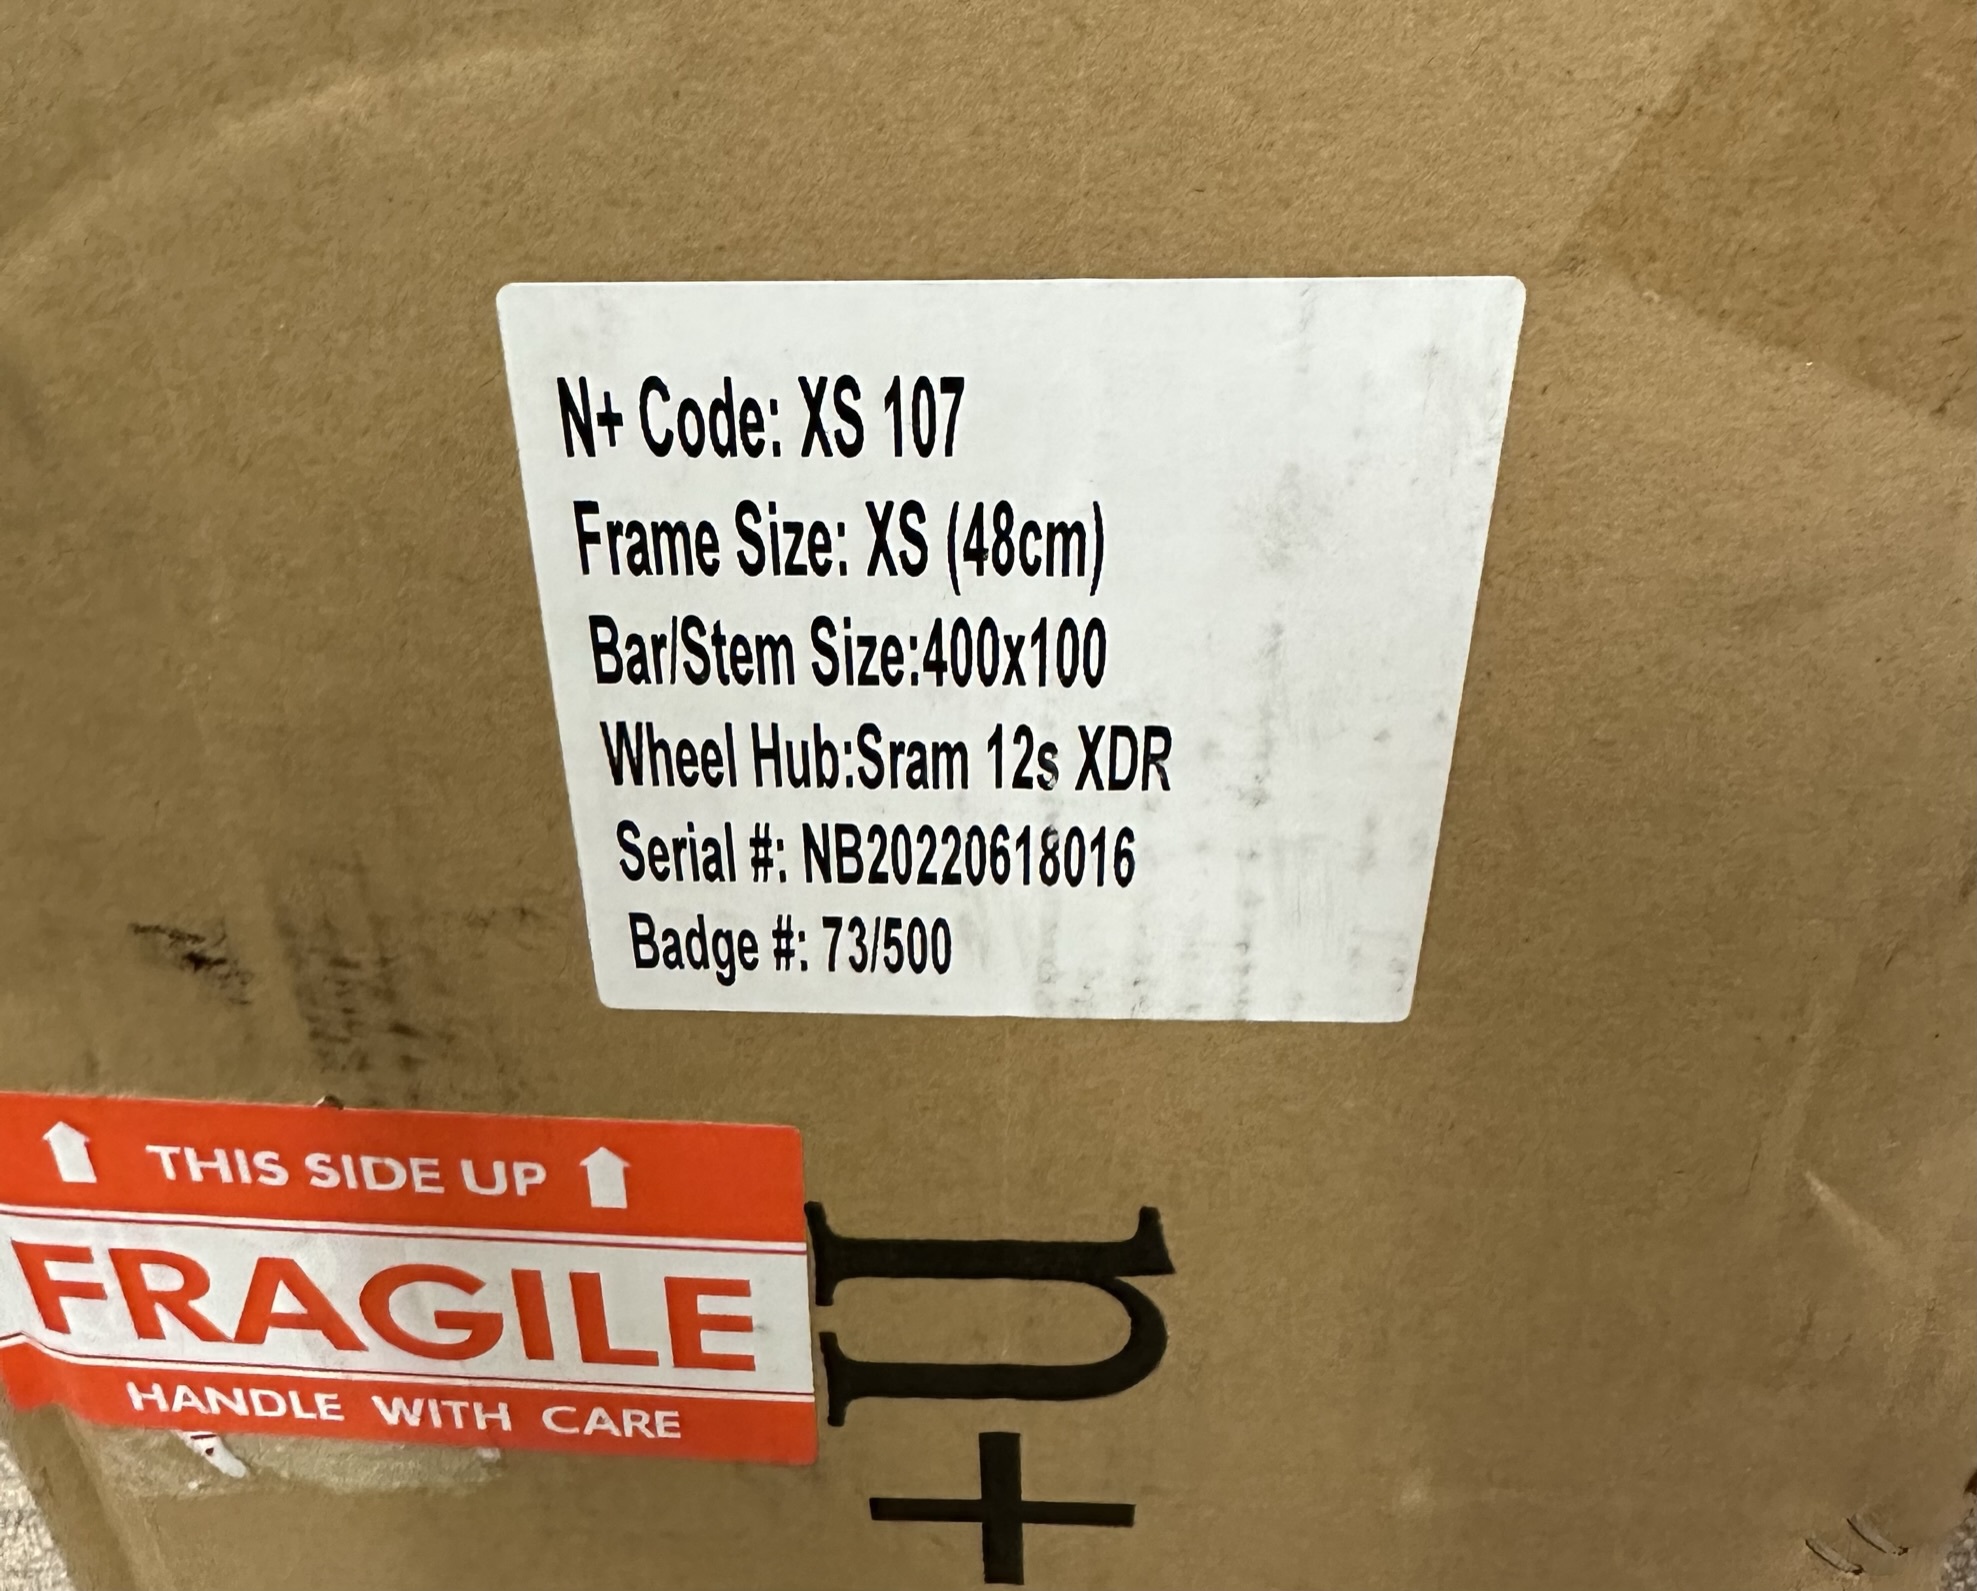 N+ Code: XS 107
Frame Size: XS (48cm)
Bar/Stem Size:400x100
Wheel Hub:Sram 12s XDR
Serial #: NB20220618016
Badge #: 73/500
THIS SIDE UP
FRAGILE
HANDLE WITH CARE
n+